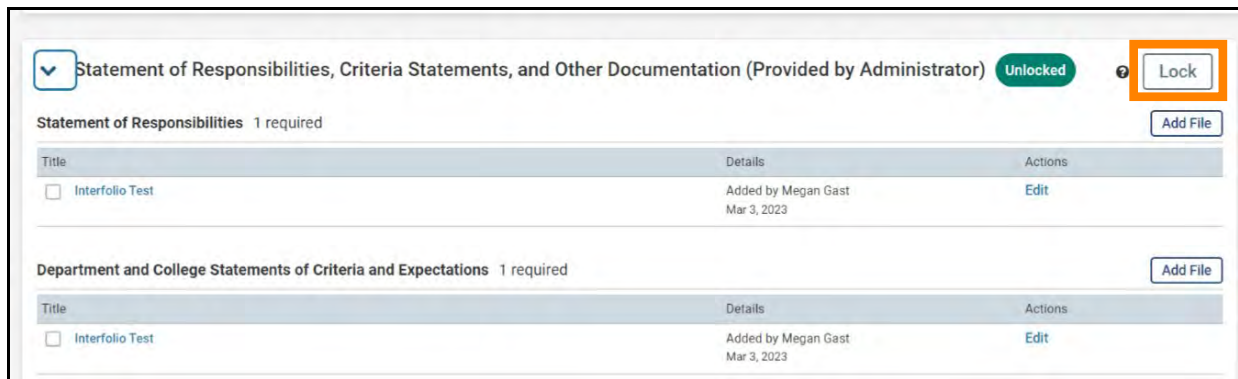 Statement of Responsibilities, Criteria Statements, and Other Documentation (Provided by Administrator) Unlocked ? Lock
Statement of Responsibilities 1 required Add File
Title Details Actions
Interfolio Test Added by Megan Gast Edit
Mar 3, 2023
Department and College Statements of Criteria and Expectations 1 required Add File
Title Details Actions
Interfolio Test Added by Megan Gast Edit
Mar 3, 2023